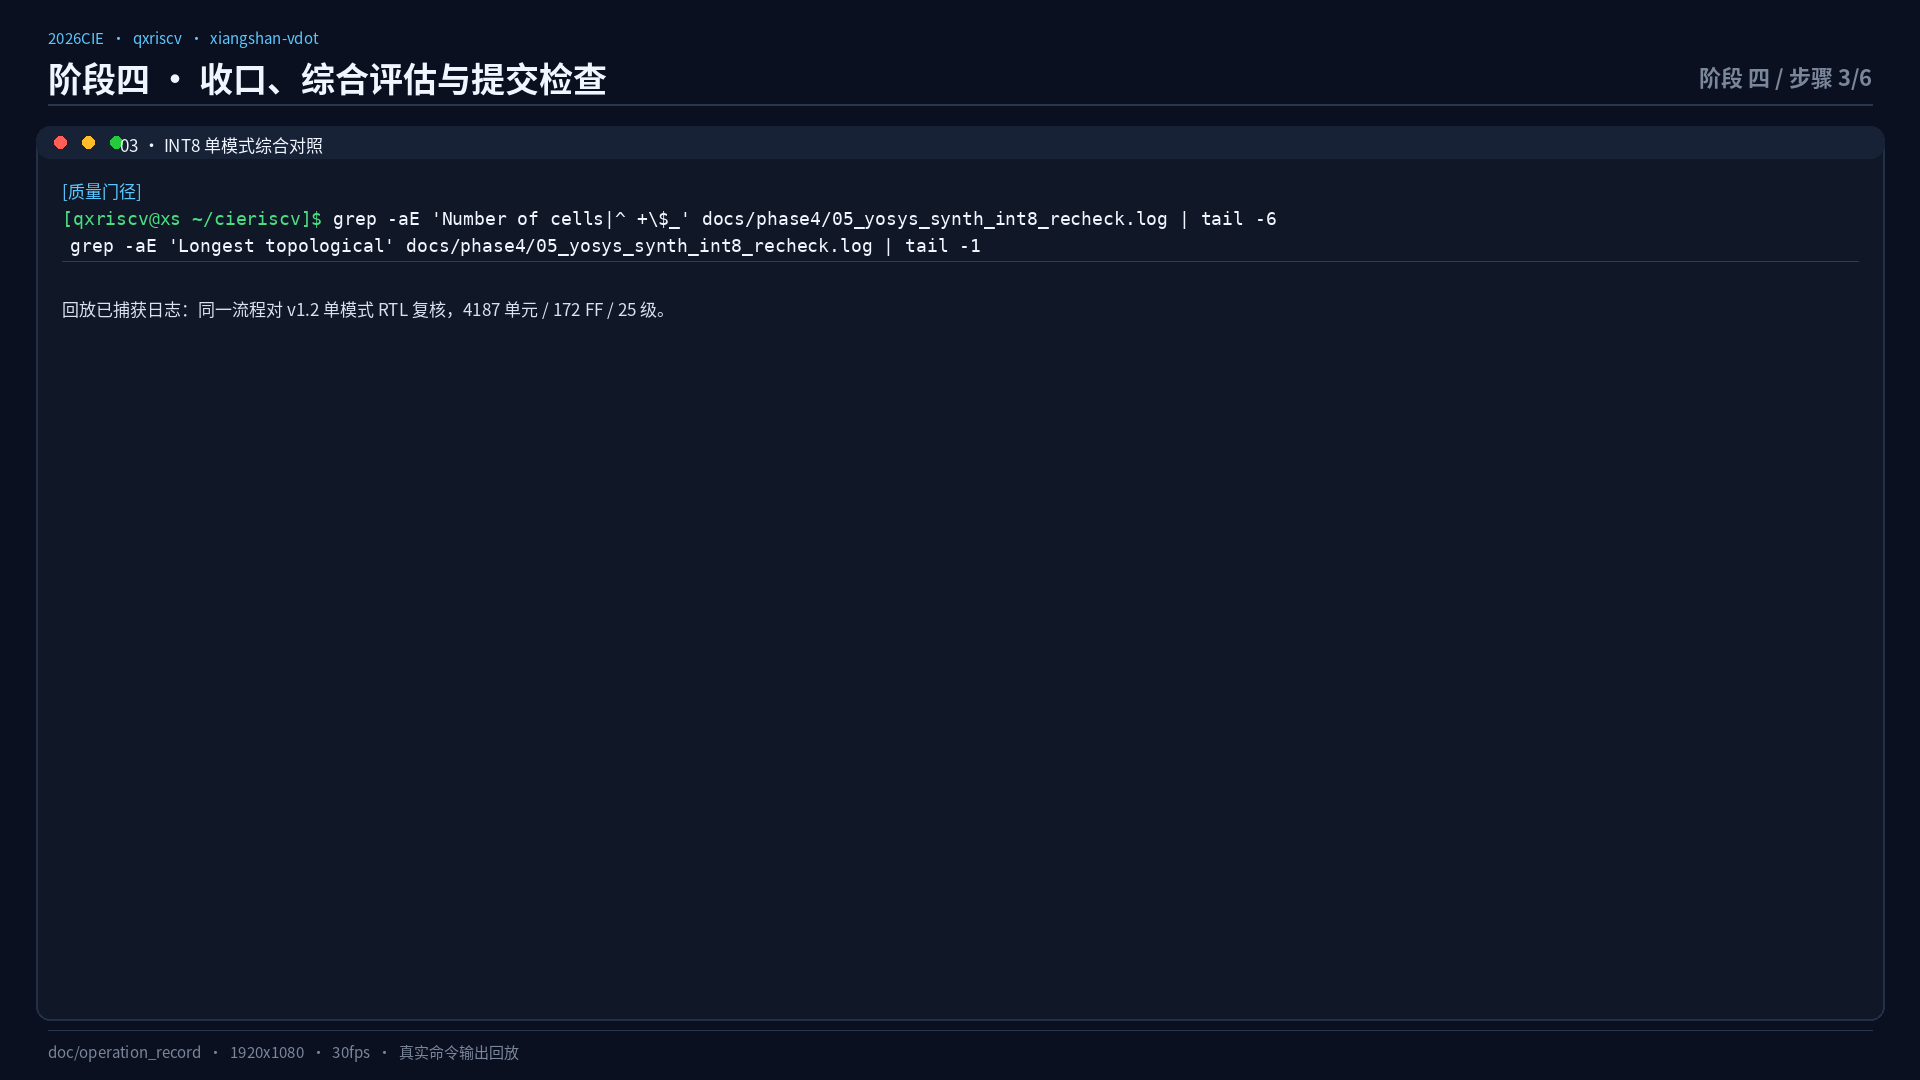 2026CIE • qxriscv • xiangshan-vdot
阶段四 • 收口、综合评估与提交检查
阶段 四 / 步骤 3/6
03 • INT8 单模式综合对照
[质量门径]
[qxriscv@xs ~/cieriscv]$ grep -aE 'Number of cells|^ +\$_' docs/phase4/05_yosys_synth_int8_recheck.log | tail -6
grep -aE 'Longest topological' docs/phase4/05_yosys_synth_int8_recheck.log | tail -1
回放已捕获日志：同一流程对 v1.2 单模式 RTL 复核，4187 单元 / 172 FF / 25 级。
doc/operation_record • 1920x1080 • 30fps • 真实命令输出回放